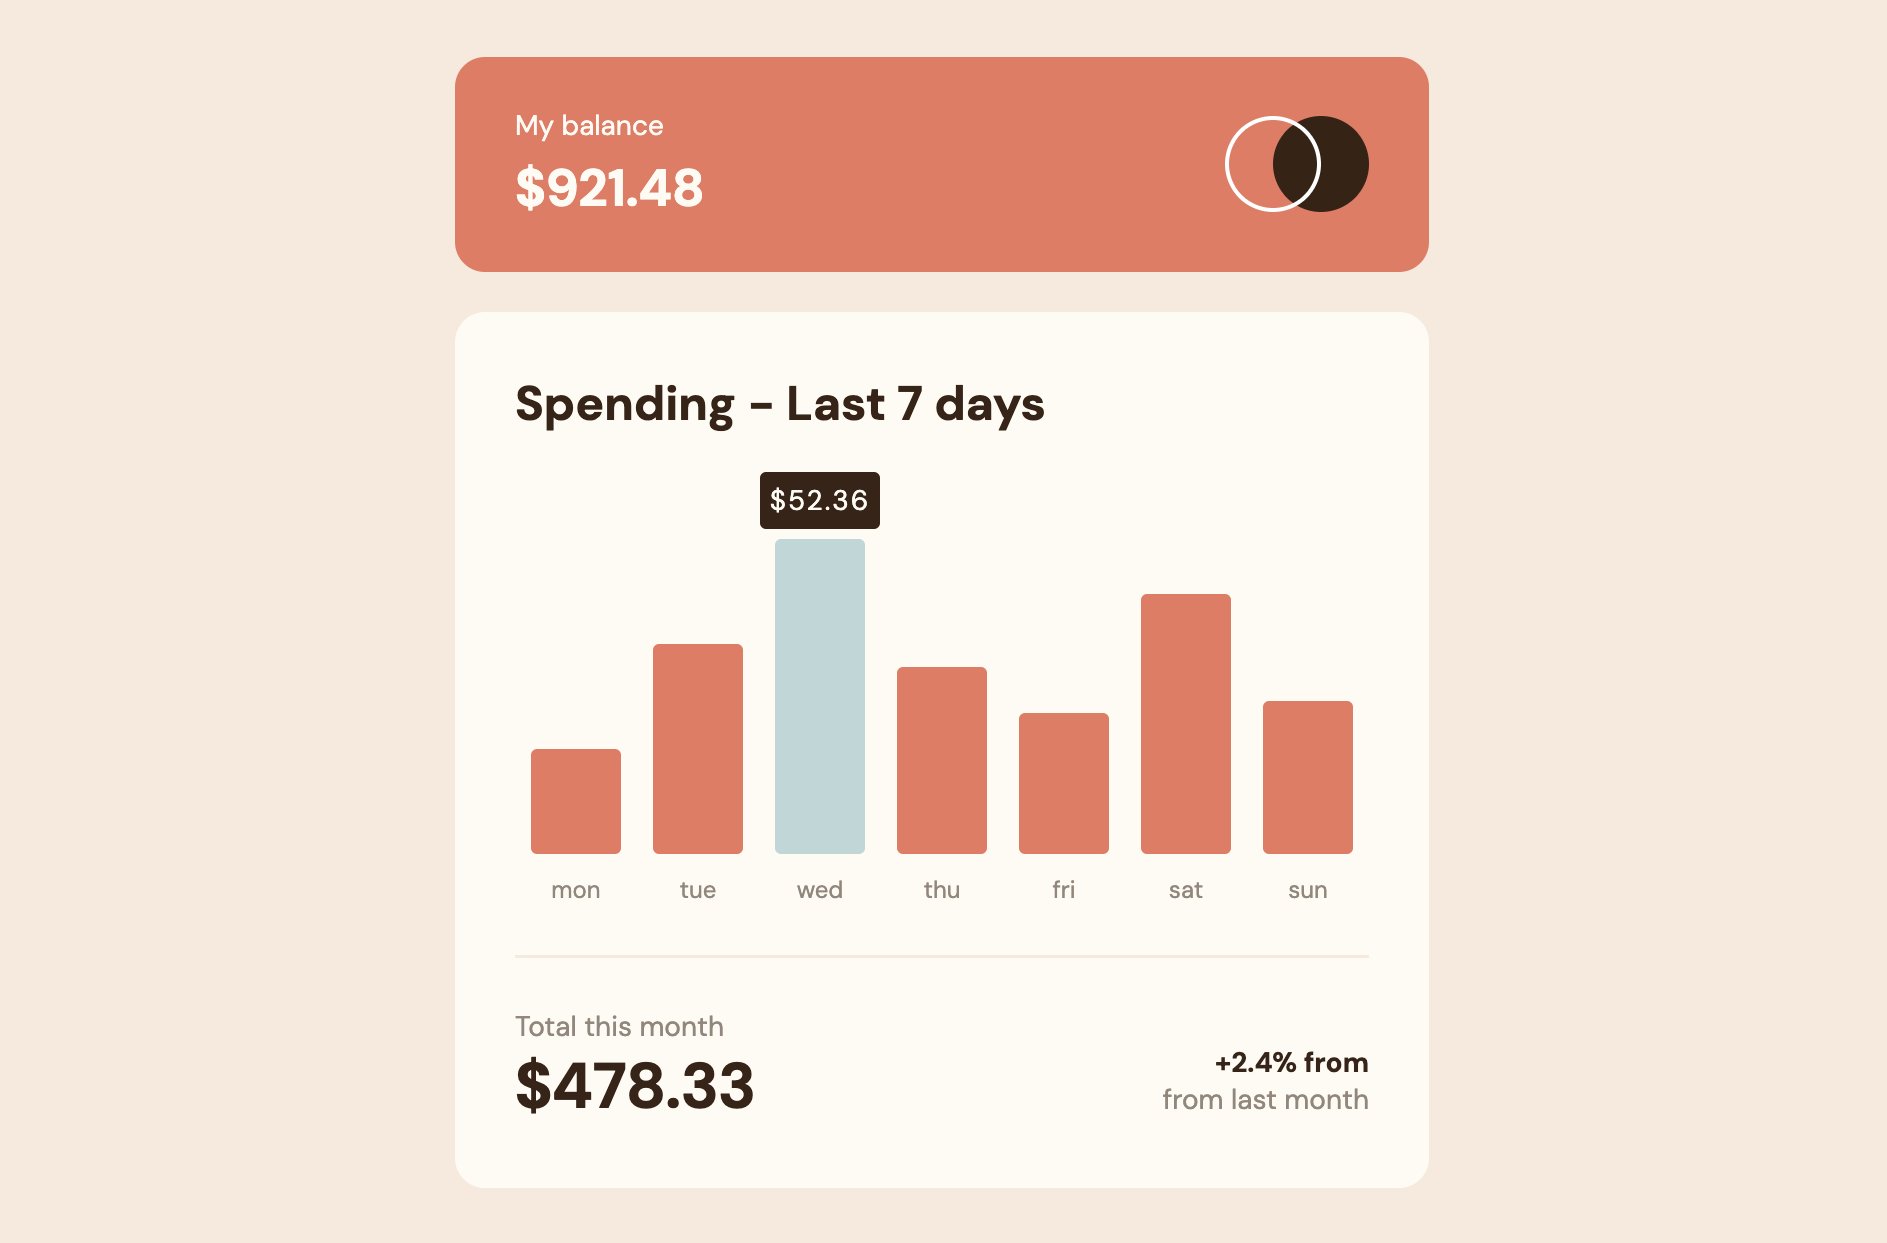 My balance
$921.48
Spending – Last 7 days
$52.36
mon tue wed thu fri sat sun
Total this month
$478.33
+2.4% from
from last month